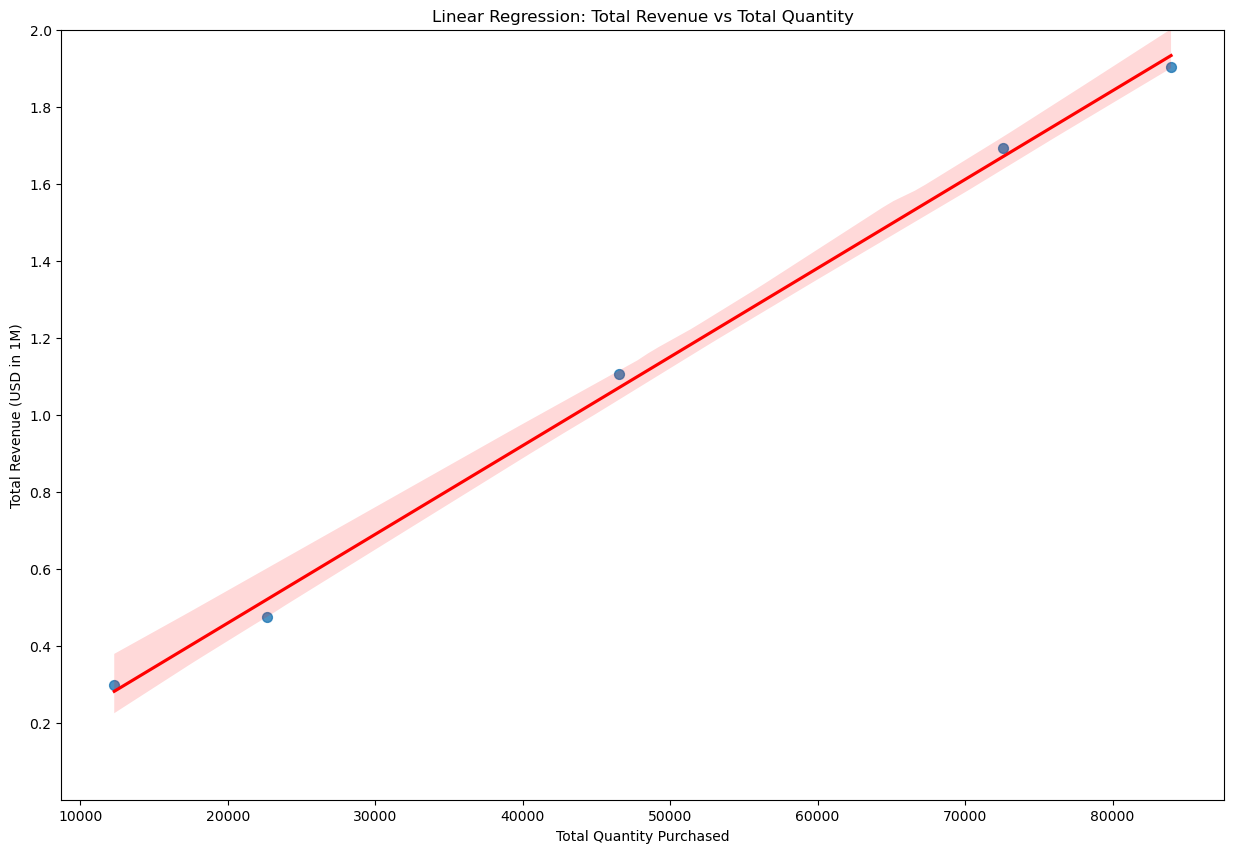 Linear Regression: Total Revenue vs Total Quantity
2.0
1.8
1.6
1.4
1.2
1.0
0.8
0.6
0.4
0.2
Total Revenue (USD in 1M)
10000 20000 30000 40000 50000 60000 70000 80000
Total Quantity Purchased